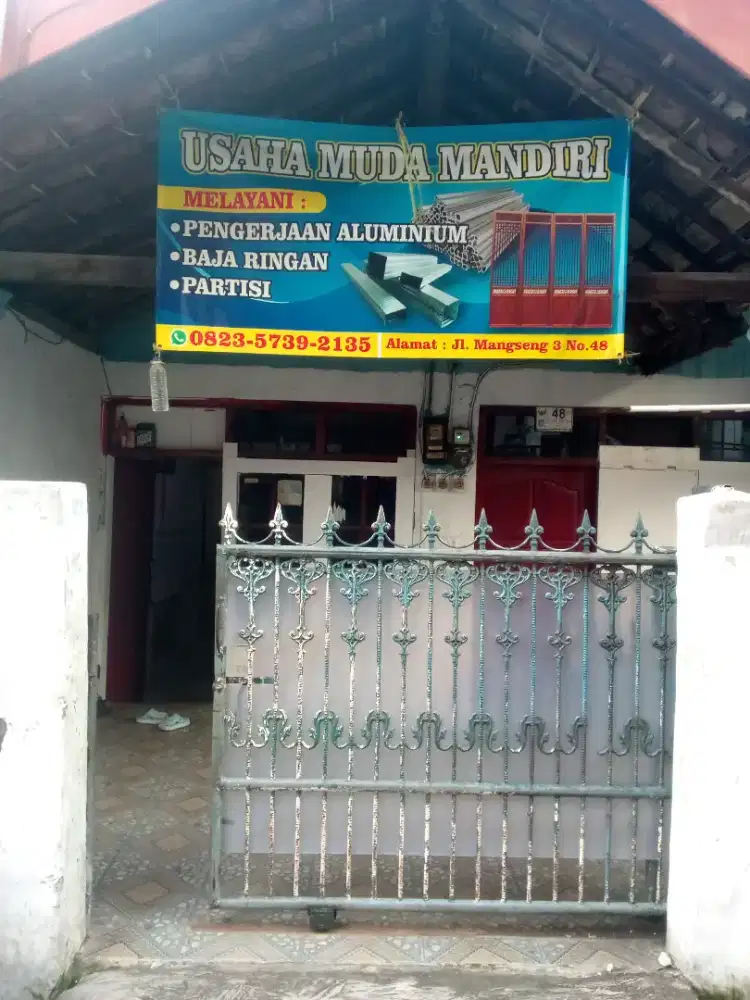 USAHA MUDA MANDIRI
MELAYANI :
• PENGERJAAN ALUMINIUM
• BAJA RINGAN
• PARTISI
0823-5739-2135
Alamat : Jl. Mangseng 3 No.48
48